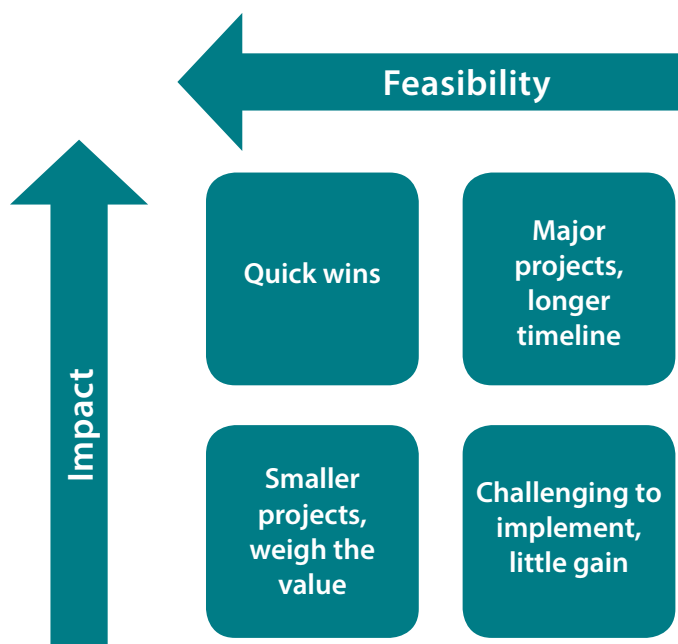 Feasibility
Impact
Quick wins
Major
projects,
longer
timeline
Smaller
projects,
weigh the
value
Challenging to
implement,
little gain